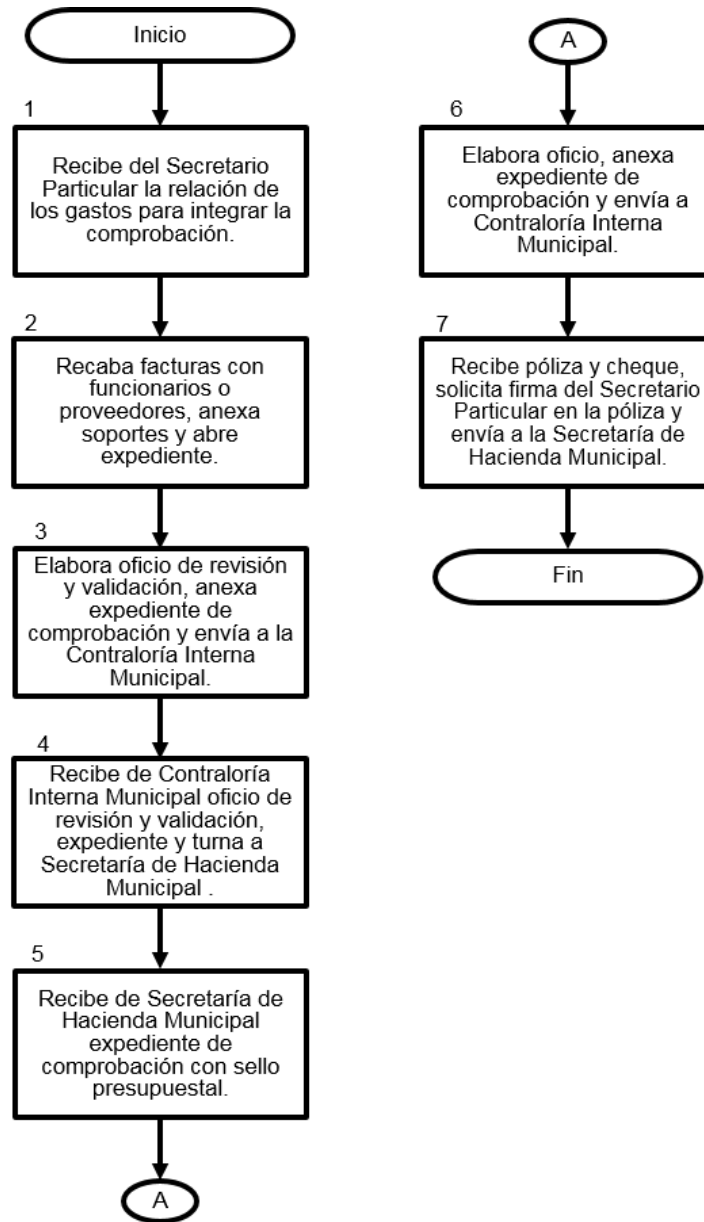 Inicio
1
Recibe del Secretario
Particular la relación de
los gastos para integrar la
comprobación.
2
Recaba facturas con
funcionarios o
proveedores, anexa
soportes y abre
expediente.
3
Elabora oficio de revisión
y validación, anexa
expediente de
comprobación y envía a la
Contraloría Interna
Municipal.
4
Recibe de Contraloría
Interna Municipal oficio de
revisión y validación,
expediente y turna a
Secretaría de Hacienda
Municipal .
5
Recibe de Secretaría de
Hacienda Municipal
expediente de
comprobación con sello
presupuestal.
A
A
6
Elabora oficio, anexa
expediente de
comprobación y envía a
Contraloría Interna
Municipal.
7
Recibe póliza y cheque,
solicita firma del Secretario
Particular en la póliza y
envía a la Secretaría de
Hacienda Municipal.
Fin